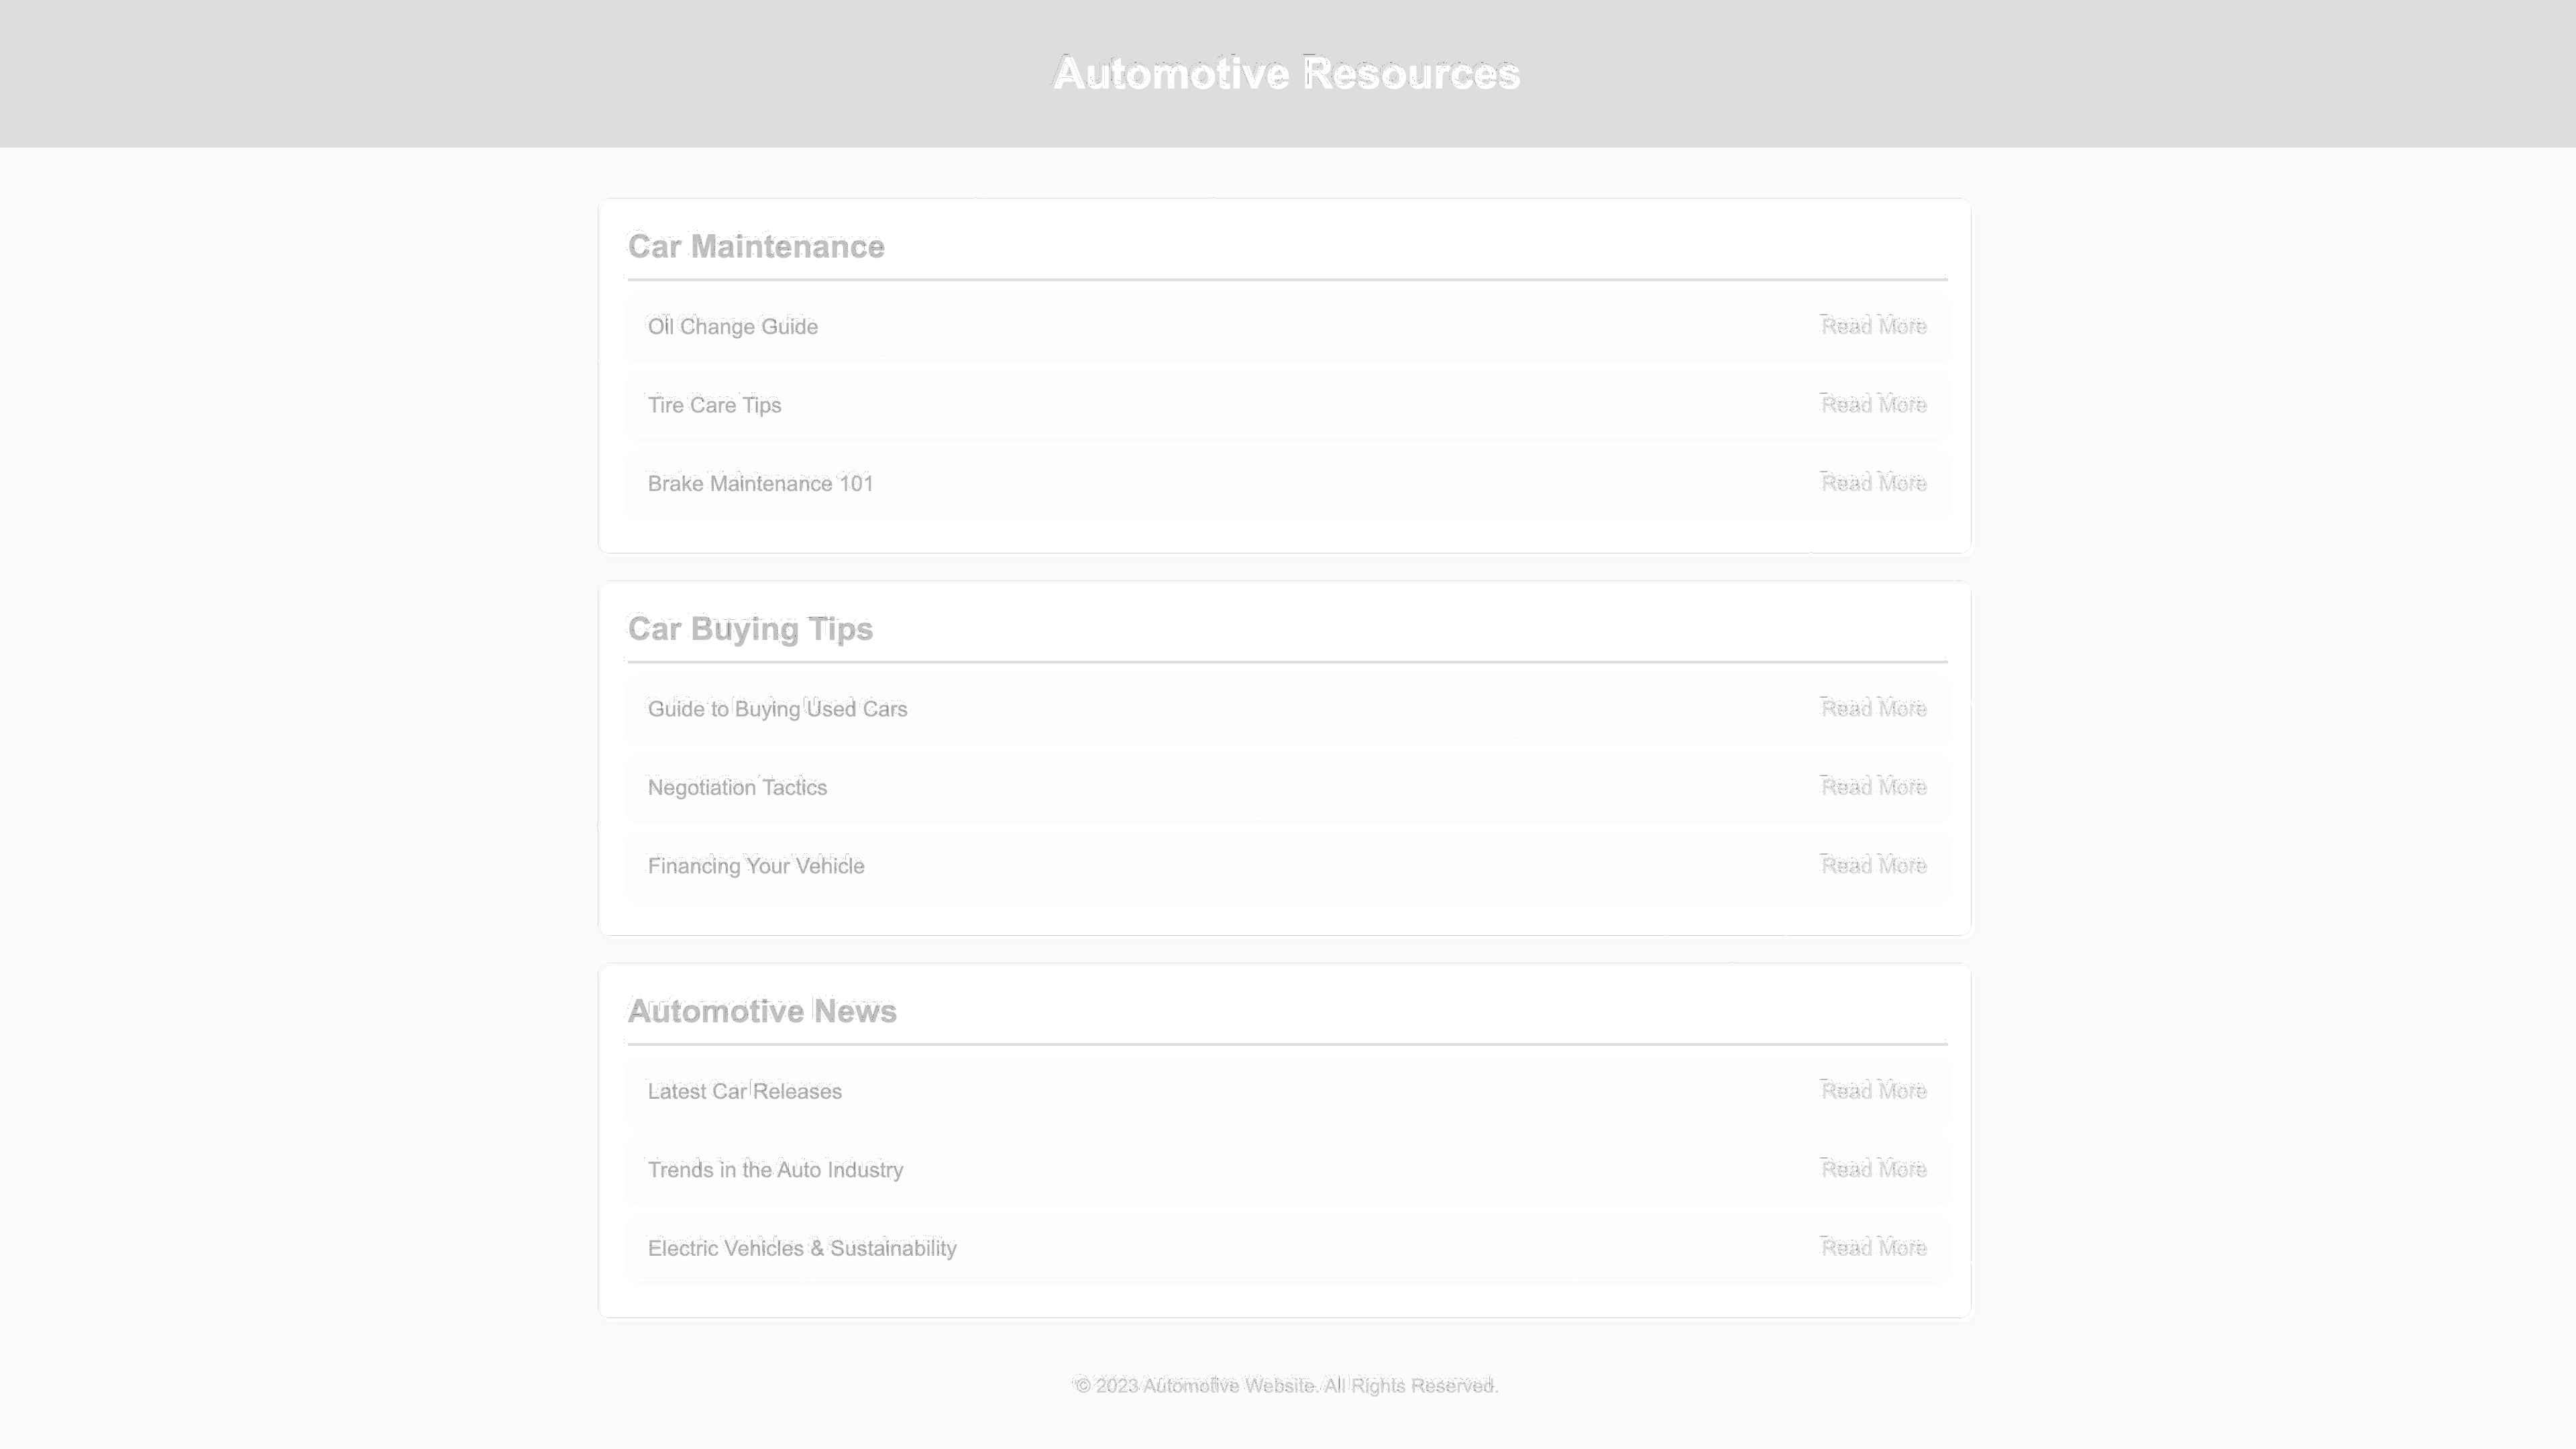 Automotive Resources
Car Maintenance
Oil Change Guide Read More
Tire Care Tips Read More
Brake Maintenance 101 Read More
Car Buying Tips
Guide to Buying Used Cars Read More
Negotiation Tactics Read More
Financing Your Vehicle Read More
Automotive News
Latest Car Releases Read More
Trends in the Auto Industry Read More
Electric Vehicles & Sustainability Read More
© 2023 Automotive Website. All Rights Reserved.